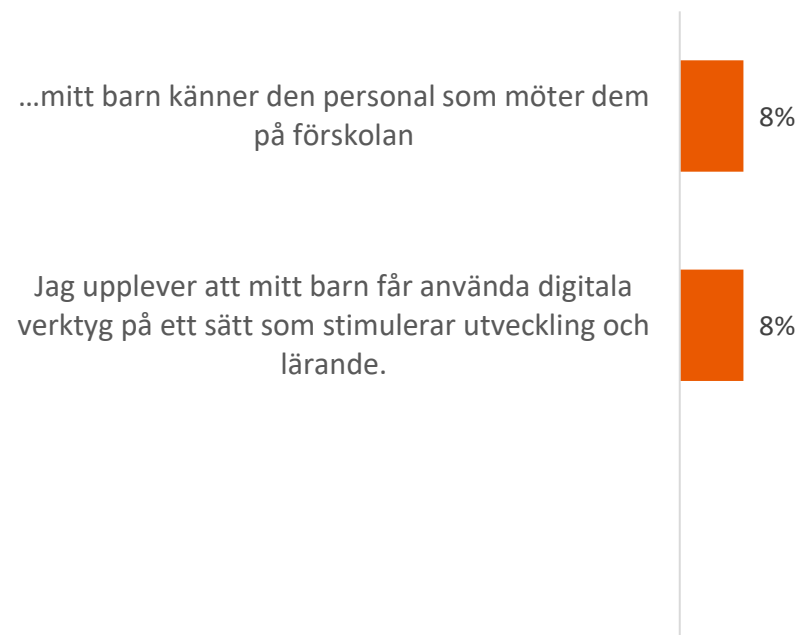 …mitt barn känner den personal som möter dem
på förskolan
8%
Jag upplever att mitt barn får använda digitala
verktyg på ett sätt som stimulerar utveckling och
lärande.
8%